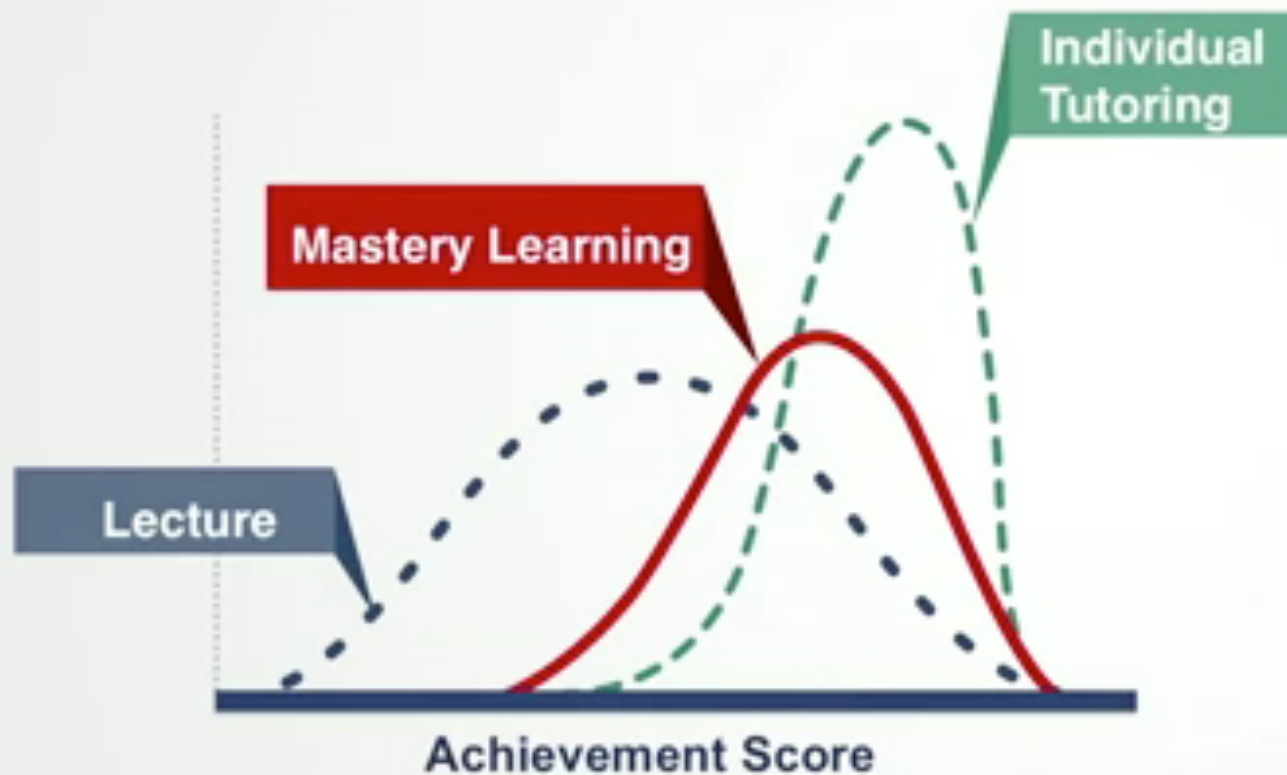 Individual
Tutoring
Mastery Learning
Lecture
Achievement Score